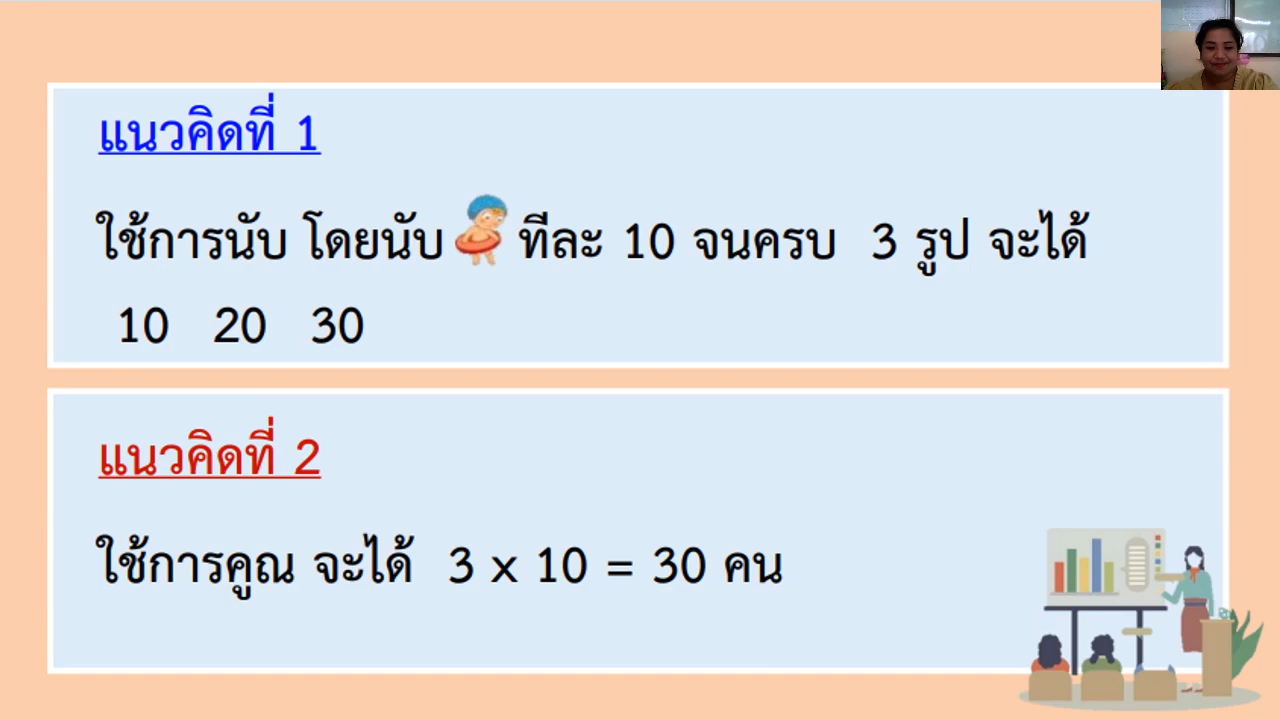 แนวคิดที่ 1
ใช้การนับ โดยนับ ทีละ 10 จนครบ 3 รูป จะได้
10 20 30
แนวคิดที่ 2
ใช้การคูณ จะได้ 3 x 10 = 30 คน